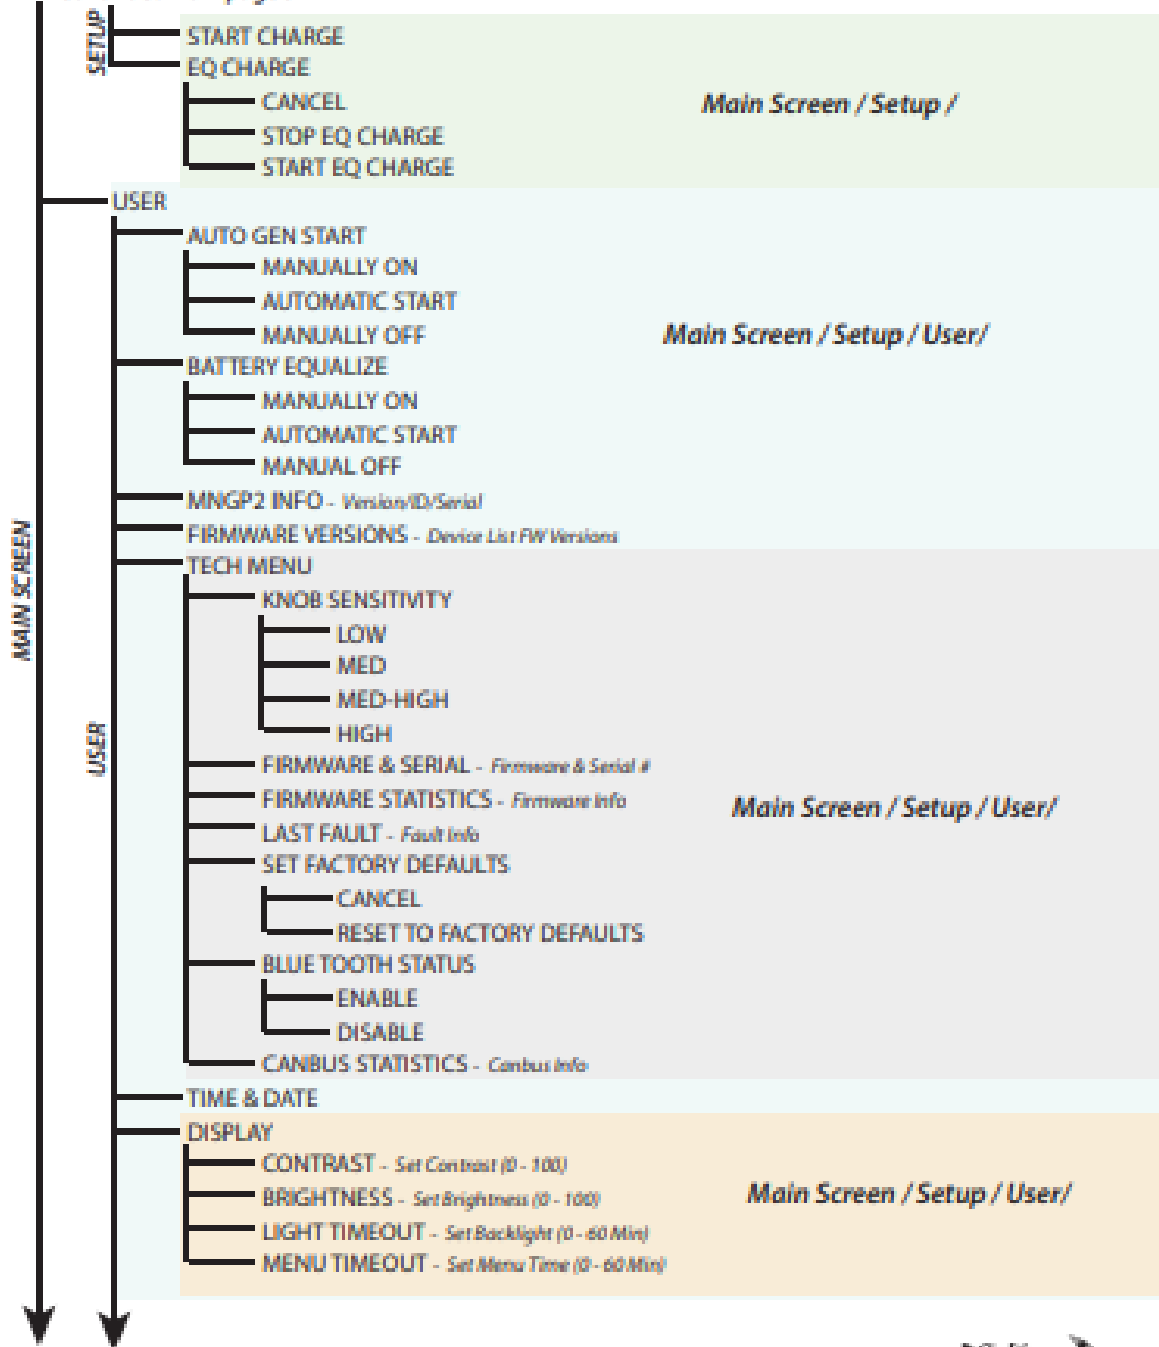 SETUP
START CHARGE
EQ CHARGE
CANCEL
Main Screen / Setup /
STOP EQ CHARGE
START EQ CHARGE
USER
AUTO GEN START
MANUALLY ON
AUTOMATIC START
MANUALLY OFF
Main Screen / Setup / User/
BATTERY EQUALIZE
MANUALLY ON
AUTOMATIC START
MANUAL OFF
MNGP2 INFO - Version/ID/Serial
FIRMWARE VERSIONS - Device List FW Versions
MAIN SCREEN
TECH MENU
KNOB SENSITIVITY
LOW
MED
MED-HIGH
HIGH
USER
FIRMWARE & SERIAL - Firmware & Serial #
FIRMWARE STATISTICS - Firmware Info
Main Screen / Setup / User/
LAST FAULT - Fault Info
SET FACTORY DEFAULTS
CANCEL
RESET TO FACTORY DEFAULTS
BLUE TOOTH STATUS
ENABLE
DISABLE
CANBUS STATISTICS - Canbus Info
TIME & DATE
DISPLAY
CONTRAST - Set Contrast (0 - 100)
BRIGHTNESS - Set Brightness (0 - 100)
Main Screen / Setup / User/
LIGHT TIMEOUT - Set Backlight (0 - 60 Min)
MENU TIMEOUT - Set Menu Time (0 - 60 Min)